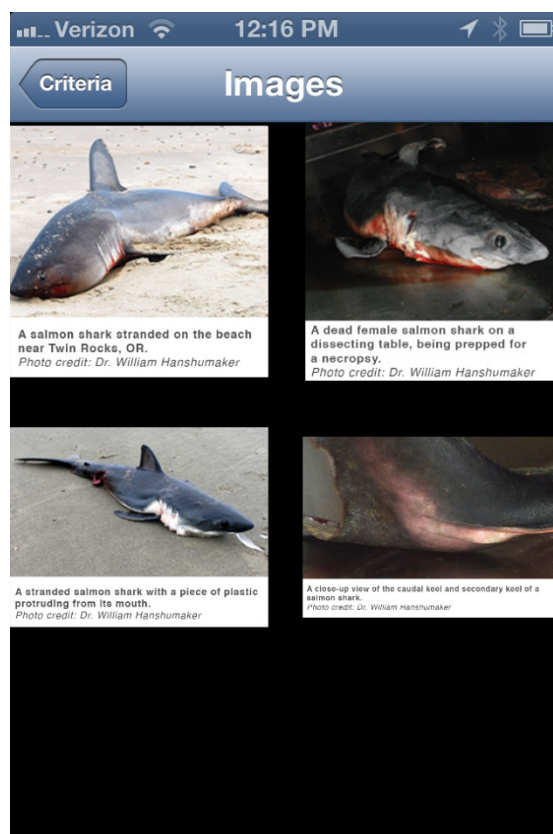 Verizon 12:16 PM
Criteria
Images
A salmon shark stranded on the beach
near Twin Rocks, OR.
Photo credit: Dr. William Hanshumaker
A dead female salmon shark on a
dissecting table, being prepped for
a necropsy.
Photo credit: Dr. William Hanshumaker
A stranded salmon shark with a piece of plastic
protruding from its mouth.
Photo credit: Dr. William Hanshumaker
A close-up view of the caudal keel and secondary keel of a
salmon shark.
Photo credit: Dr. William Hanshumaker